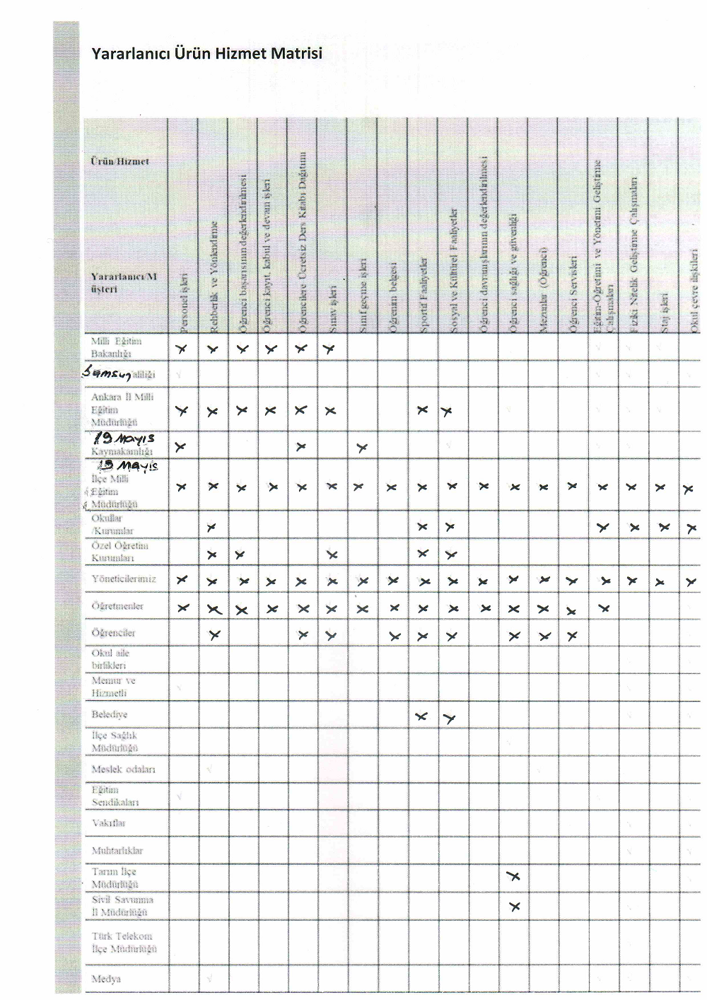 Yararlanıcı Ürün Hizmet Matrisi
Ürün/Hizmet
Yararlanıcı/M
üşteri
Personel işleri
Rehberlik ve Yönlendirme
Öğrenci başarısının değerlendirilmesi
Öğrenci kayıt, kabul ve devam işleri
Öğrencilere Ücretsiz Ders Kitabı Dağıtımı
Sınav işleri
Sınıf geçme işleri
Öğrenim belgesi
Sportif Faaliyetler
Sosyal ve Kültürel Faaliyetler
Öğrenci davranışlarının değerlendirilmesi
Öğrenci sağlığı ve güvenliği
Mezunlar (Öğrenci)
Öğrenci Servisleri
Eğitim-Öğretimi ve Yönetimi Geliştirme
Çalışmaları
Fiziki Nitelik Geliştirme Çalışmaları
Staj işleri
Okul çevre ilişkileri
Milli Eğitim
Bakanlığı
X X X X X X
Samsun aliliği
Ankara İl Milli
Eğitim
Müdürlüğü
X X X X X X X X
19 Mayıs
Kaymakamlığı
X X X
19 Mayıs
İlçe Milli
Eğitim
Müdürlüğü
X X X X X X X X X X X X X X X X X X
Okullar
/Kurumlar
X X X X X X X
Özel Öğretim
Kurumları
X X X X X
Yöneticilerimiz X X X X X X X X X X X X X X X X X X
Öğretmenler X X X X X X X X X X X X X X X
Öğrenciler X X X X X X X X X
Okul aile
birlikleri
Memur ve
Hizmetli
Belediye X X
İlçe Sağlık
Müdürlüğü
Meslek odaları
Eğitim
Sendikaları
Vakıflar
Muhtarlıklar
Tarım İlçe
Müdürlüğü
X
Sivil Savunma
İl Müdürlüğü
X
Türk Telekom
İlçe Müdürlüğü
Medya